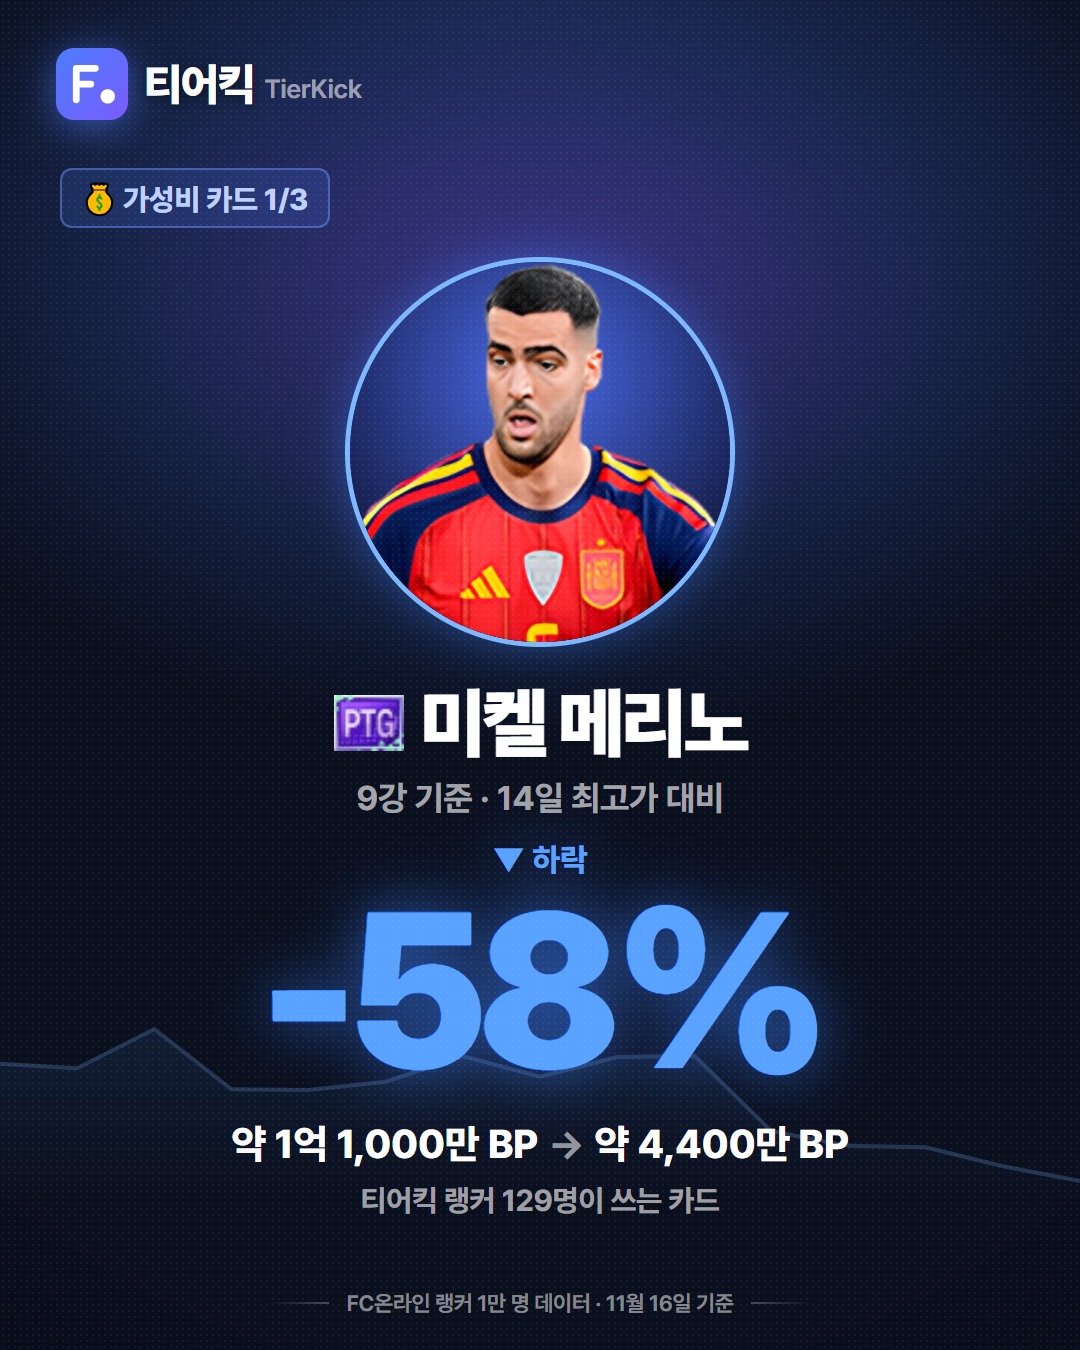 F.
티어킥 TierKick
가성비 카드 1/3
PTG 미켈 메리노
9강 기준 · 14일 최고가 대비
▼ 하락
-58%
약 1억 1,000만 BP → 약 4,400만 BP
티어킥 랭커 129명이 쓰는 카드
FC온라인 랭커 1만 명 데이터 · 11월 16일 기준